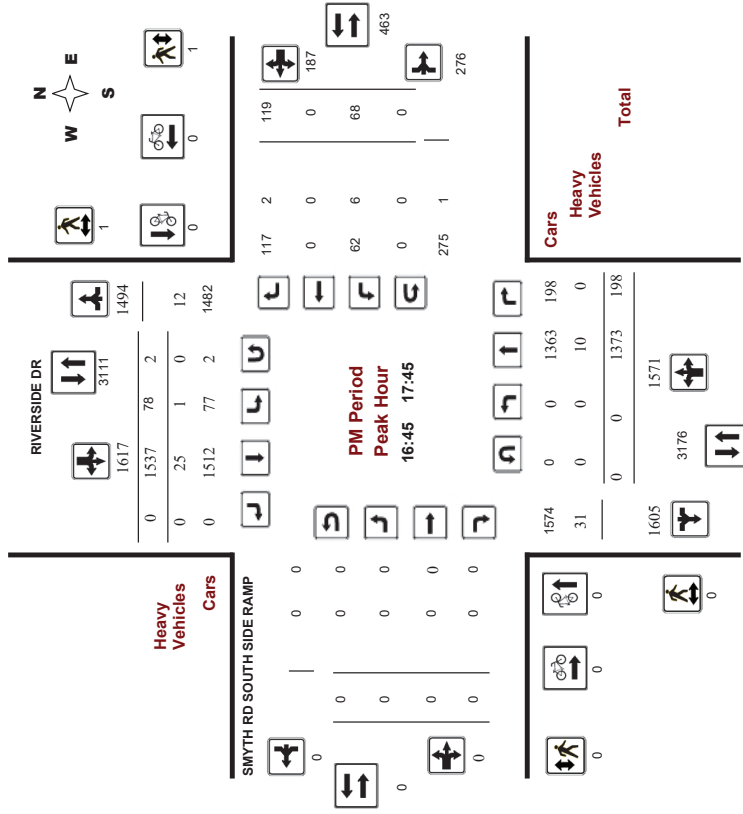 N
W E
S
RIVERSIDE DR
3111
1617
1494
0 1537 78 2
0 25 1 0 12
0 1512 77 2 1482
Heavy
Vehicles
Cars
1
1
0
0
463
187
276
117 2 119
0 0 0
62 6 68
0 0
275 1
PM Period
Peak Hour
16:45 17:45
SMYTH RD SOUTH SIDE RAMP
0 0
0 0 0
0 0 0
0 0 0
0 0 0
0
0
0
Cars
Heavy
Vehicles
Total
1574 0 0 1363 198
31 0 0 10 0
0 0 1373 198
1605
1571
3176
0
0
0
0